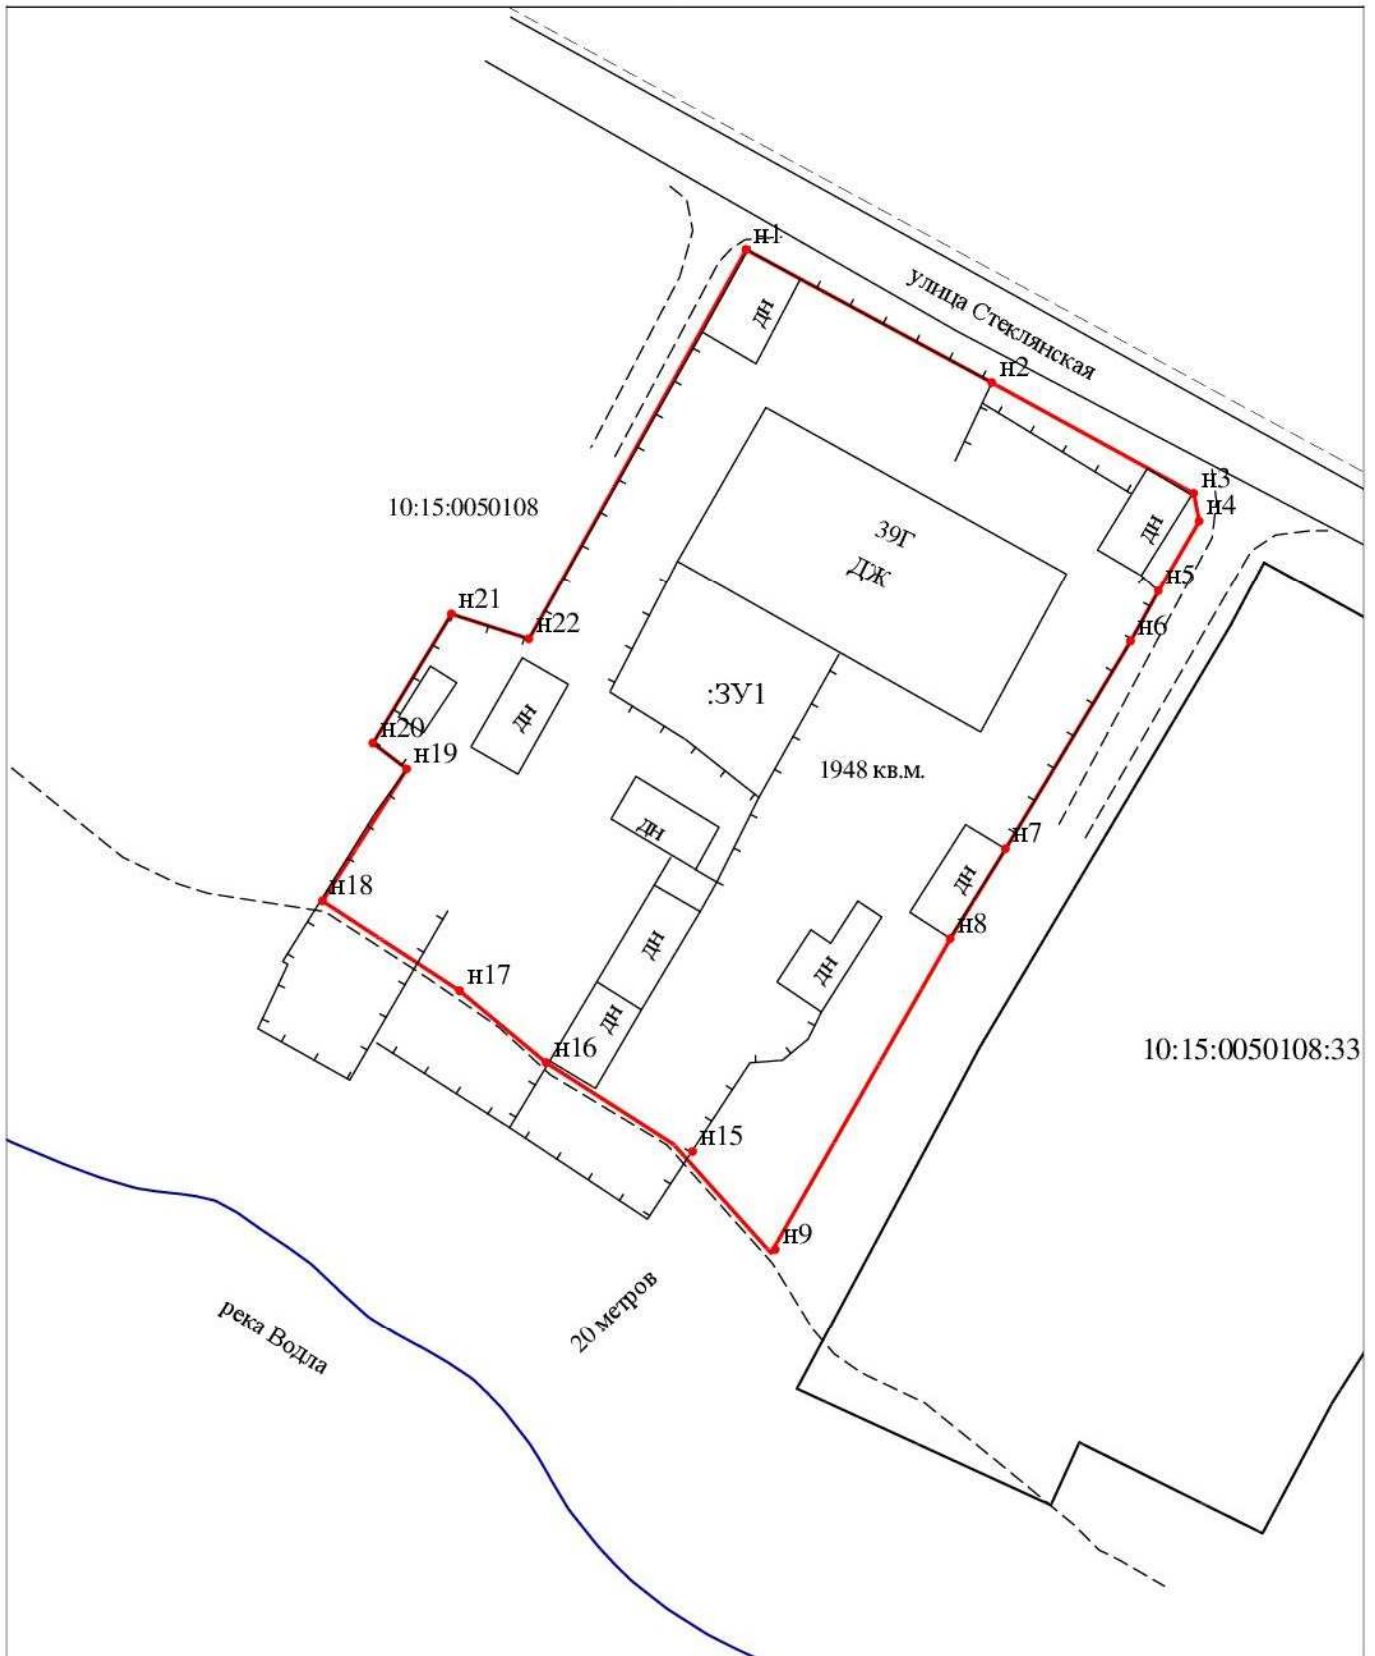 н1
дн
улица Стеклянская
н2
н3
н4
дн
10:15:0050108
39Г
ДЖ
н5
н21
н22
н6
:ЗУ1
дн
н20
н19
1948 кв.м.
дн
н7
дн
н18
н8
дн
дн
н17
дн
н16
10:15:0050108:33
н15
н9
20 метров
река Водла